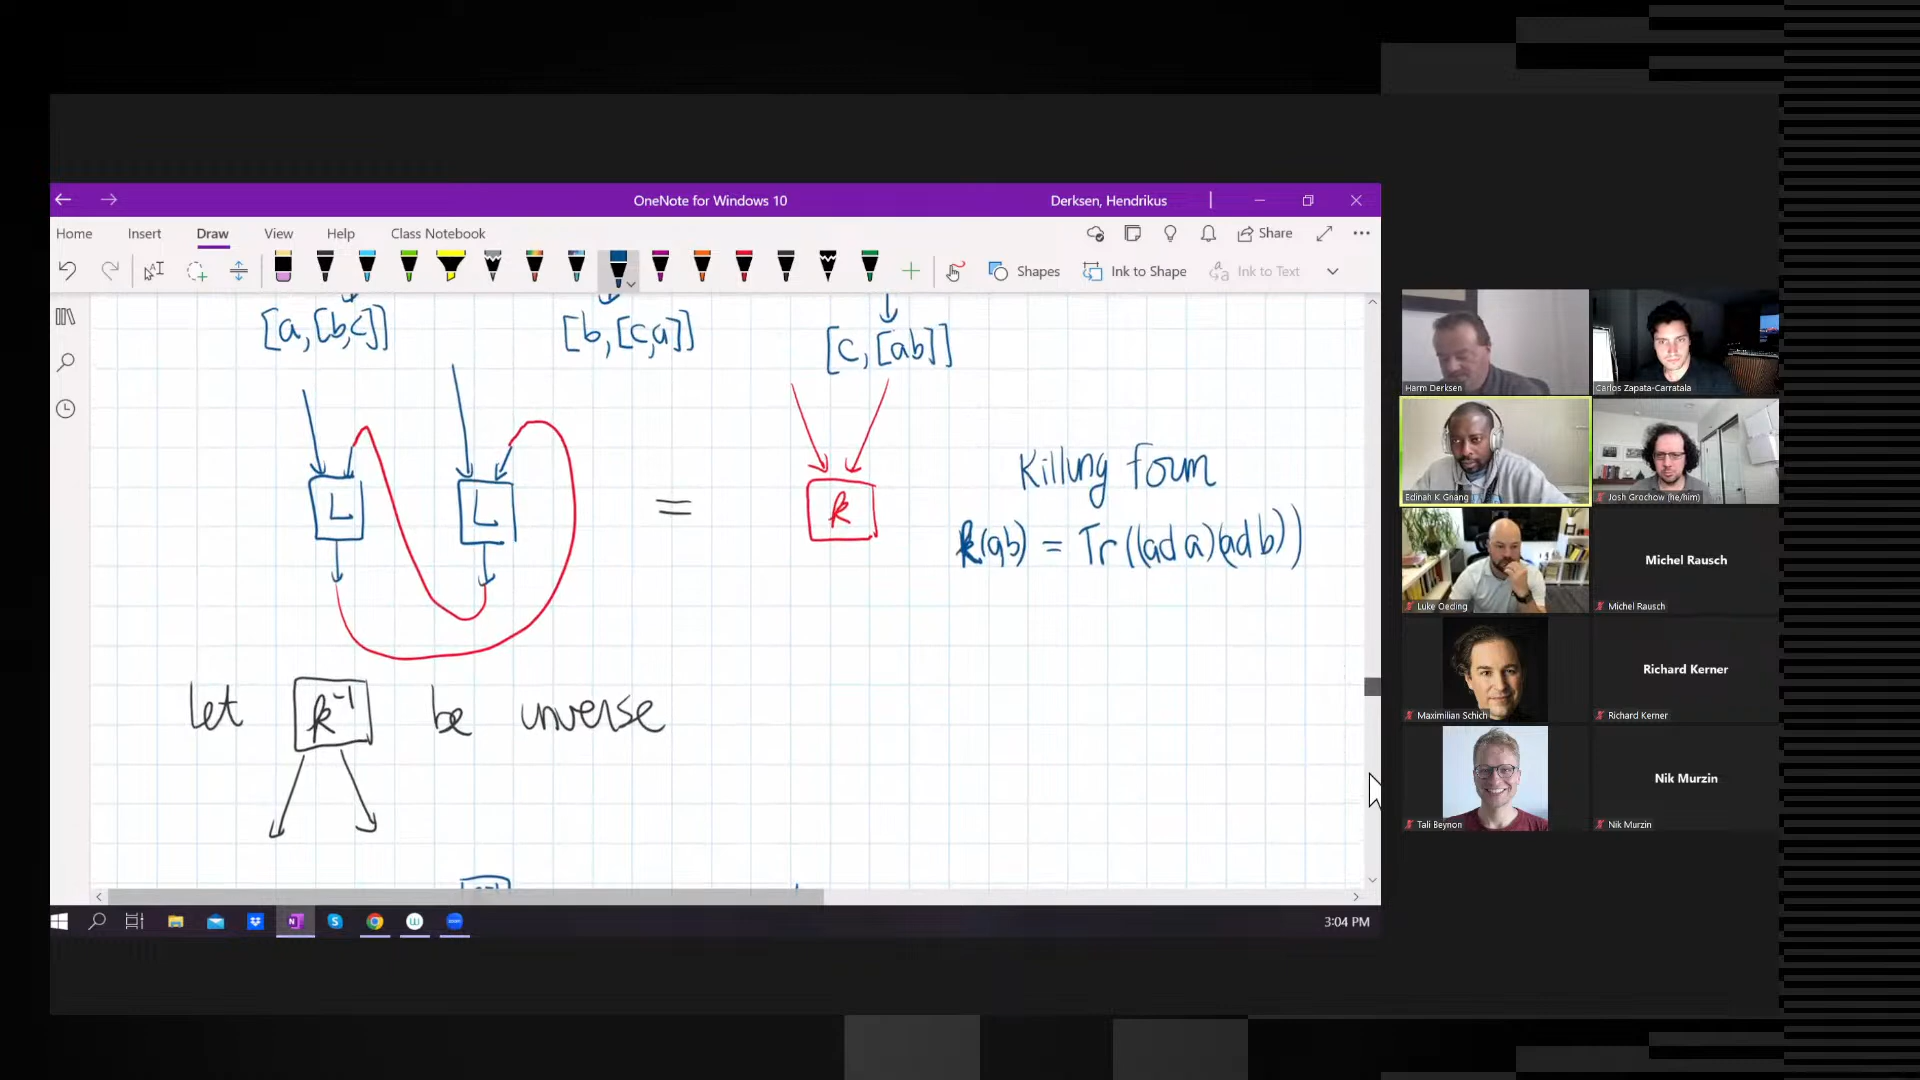 OneNote for Windows 10
Derksen, Hendrikus
Home Insert Draw View Help Class Notebook
Share
Shapes Ink to Shape Ink to Text
[a,[b,c]] [b,[c,a]] [c,[ab]]
L L = K
Killing form
K(a,b) = Tr((ad a)(ad b))
let K^-1 be inverse
3:04 PM
Harm Derksen
Carlos Zapata-Carratala
Edinah K Gnang
Josh Grochow (he/him)
Luke Oeding
Michel Rausch
Michel Rausch
Maximilian Schich
Richard Kerner
Richard Kerner
Tali Beynon
Nik Murzin
Nik Murzin